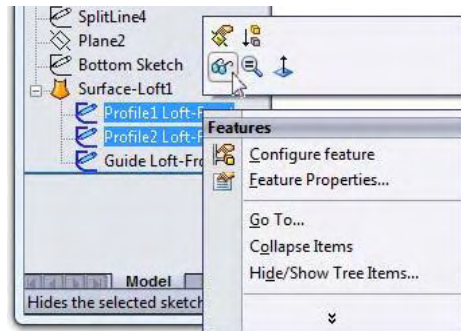 SplitLine4
Plane2
Bottom Sketch
Surface-Loft1
Profile1 Loft-
Profile2 Loft-
Guide Loft-Fro
Features
Configure feature
Feature Properties...
Go To...
Collapse Items
Hide/Show Tree Items...
Model
Hides the selected sketch